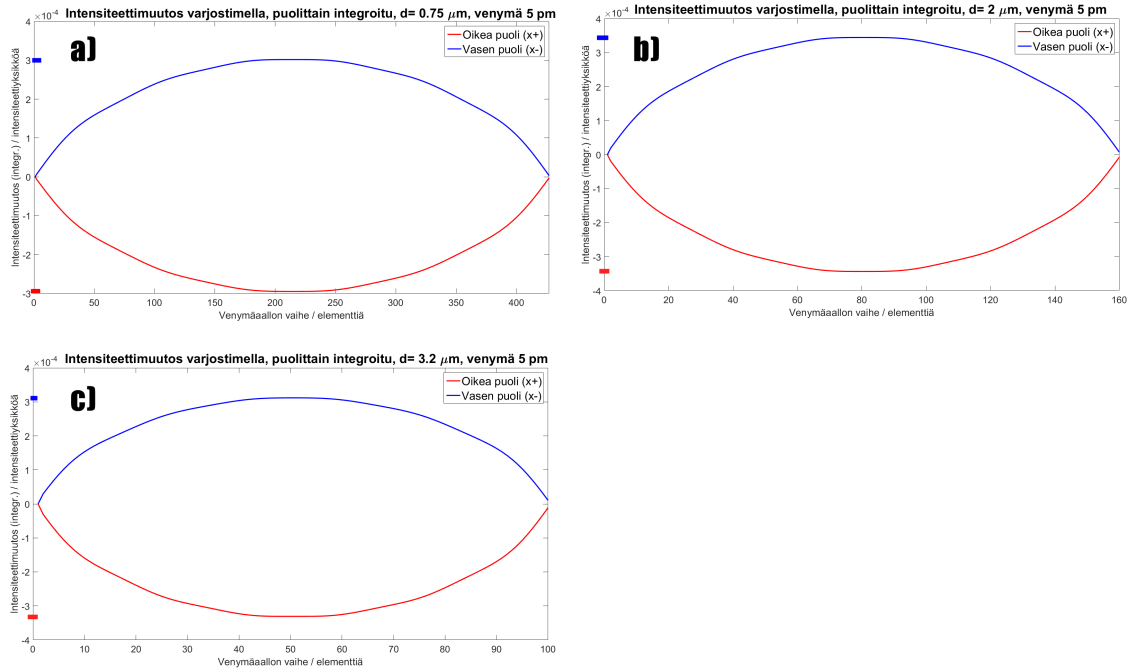 Intensiteettimuutos varjostimella, puolittain integroitu, d= 0.75 μm, venymä 5 pm
×10⁻⁴
a)
Oikea puoli (x+)
Vasen puoli (x-)
Intensiteettimuutos (integr.) / intensiteettiyksikköä
4
3
2
1
0
-1
-2
-3
0 50 100 150 200 250 300 350 400
Venymäaallon vaihe / elementtiä
Intensiteettimuutos varjostimella, puolittain integroitu, d= 2 μm, venymä 5 pm
×10⁻⁴
b)
Oikea puoli (x+)
Vasen puoli (x-)
Intensiteettimuutos (integr.) / intensiteettiyksikköä
4
3
2
1
0
-1
-2
-3
-4
0 20 40 60 80 100 120 140 160
Venymäaallon vaihe / elementtiä
Intensiteettimuutos varjostimella, puolittain integroitu, d= 3.2 μm, venymä 5 pm
×10⁻⁴
c)
Oikea puoli (x+)
Vasen puoli (x-)
Intensiteettimuutos (integr.) / intensiteettiyksikköä
4
3
2
1
0
-1
-2
-3
-4
0 10 20 30 40 50 60 70 80 90 100
Venymäaallon vaihe / elementtiä